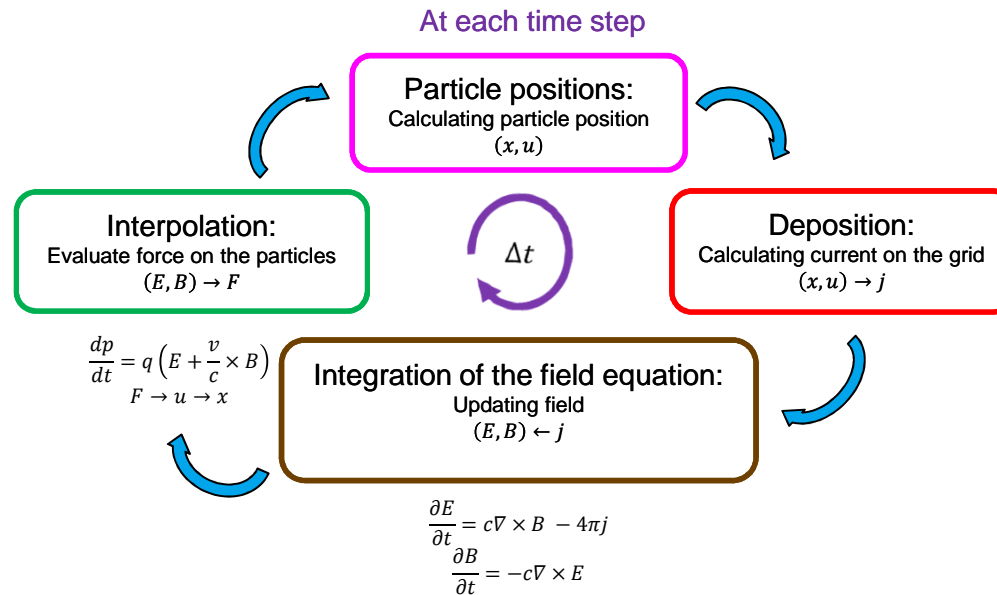 At each time step
Particle positions:
Calculating particle position
(x, u)
Interpolation:
Evaluate force on the particles
(E, B) → F
Δt
Deposition:
Calculating current on the grid
(x, u) → j
dp/dt = q(E + v/c × B)
F → u → x
Integration of the field equation:
Updating field
(E, B) ← j
∂E/∂t = c∇ × B − 4πj
∂B/∂t = −c∇ × E